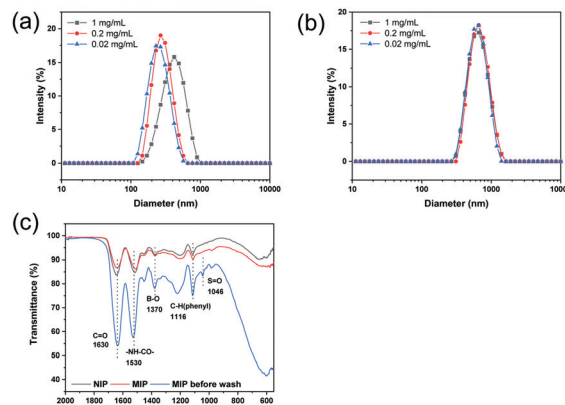 (a)
1 mg/mL
0.2 mg/mL
0.02 mg/mL
Intensity (%)
20
15
10
5
0
10 100 1000 10000
Diameter (nm)
(b)
1 mg/mL
0.2 mg/mL
0.02 mg/mL
Intensity (%)
20
15
10
5
0
10 100 1000 10000
Diameter (nm)
(c)
Transmittance (%)
100
90
80
70
60
50
40
C=O
1630
-NH-CO-
1530
B-O
1370
C-H(phenyl)
1116
S=O
1046
NIP MIP MIP before wash
2000 1800 1600 1400 1200 1000 800 600
Wavenumber